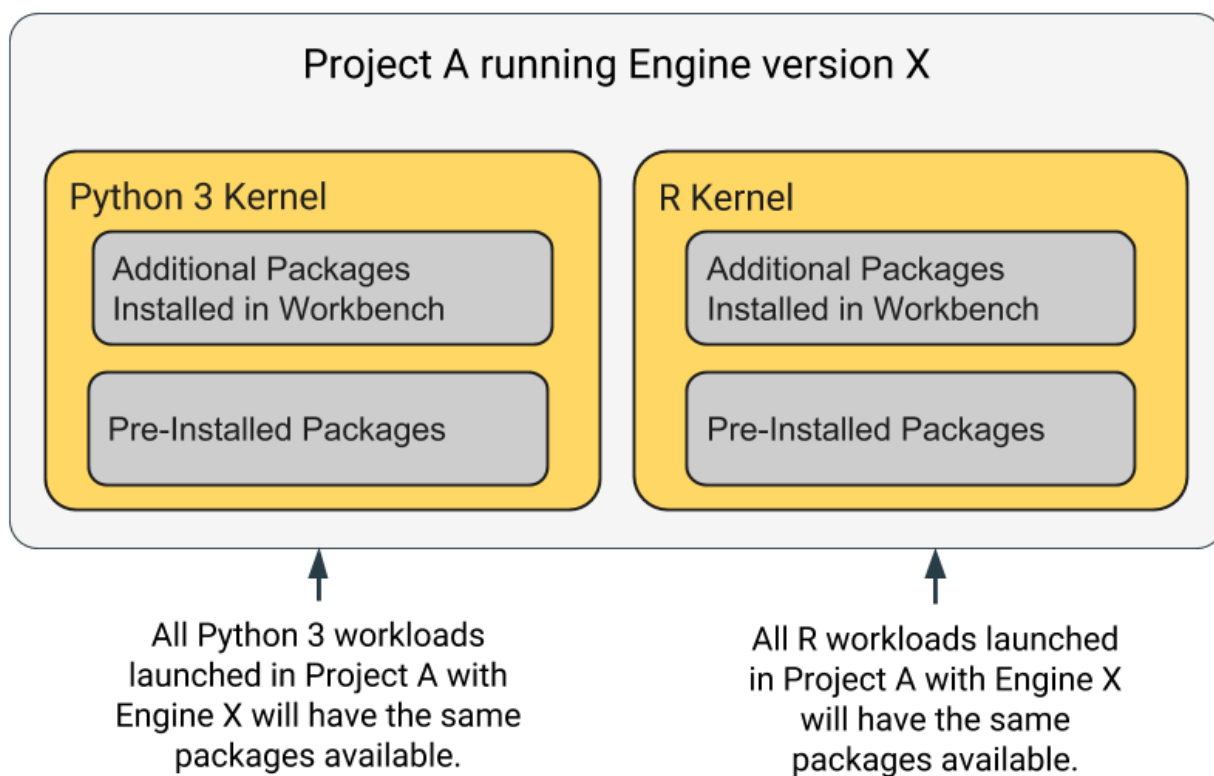 Project A running Engine version X
Python 3 Kernel
Additional Packages
Installed in Workbench
Pre-Installed Packages
R Kernel
Additional Packages
Installed in Workbench
Pre-Installed Packages
All Python 3 workloads
launched in Project A with
Engine X will have the same
packages available.
All R workloads launched
in Project A with Engine X
will have the same
packages available.